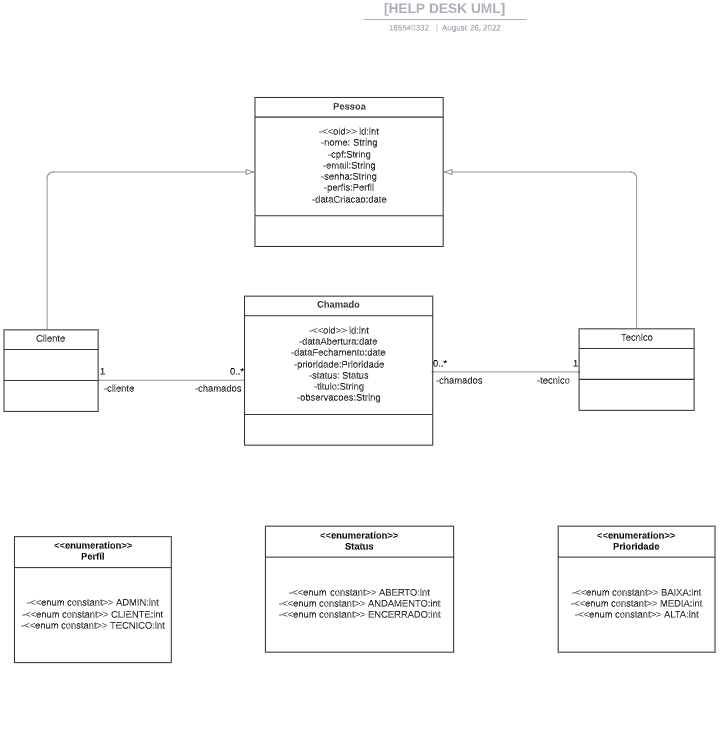 [HELP DESK UML]
165540332 | August 26, 2022
Pessoa
-<<oid>> id:int
-nome: String
-cpf:String
-email:String
-senha:String
-perfis:Perfil
-dataCriacao:date
Cliente
Chamado
-<<oid>> id:int
-dataAbertura:date
-dataFechamento:date
-prioridade:Prioridade
-status: Status
-titulo:String
-observacoes:String
Tecnico
1
-cliente
0..*
-chamados
0..*
-chamados
1
-tecnico
<<enumeration>>
Perfil
-<<enum constant>> ADMIN:int
-<<enum constant>> CLIENTE:int
-<<enum constant>> TECNICO:int
<<enumeration>>
Status
-<<enum constant>> ABERTO:int
-<<enum constant>> ANDAMENTO:int
-<<enum constant>> ENCERRADO:int
<<enumeration>>
Prioridade
-<<enum constant>> BAIXA:int
-<<enum constant>> MEDIA:int
-<<enum constant>> ALTA:int